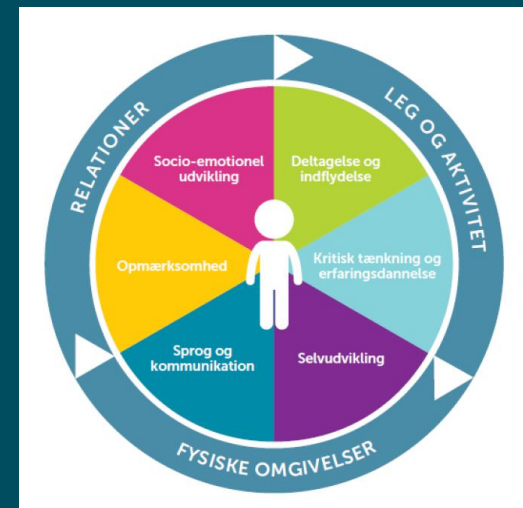 RELATIONER
LEG OG AKTIVITET
Socio-emotionel
udvikling
Deltagelse og
indflydelse
Opmærksomhed
Kritisk tænkning og
erfaringsdannelse
Sprog og
kommunikation
Selvudvikling
FYSISKE OMGIVELSER